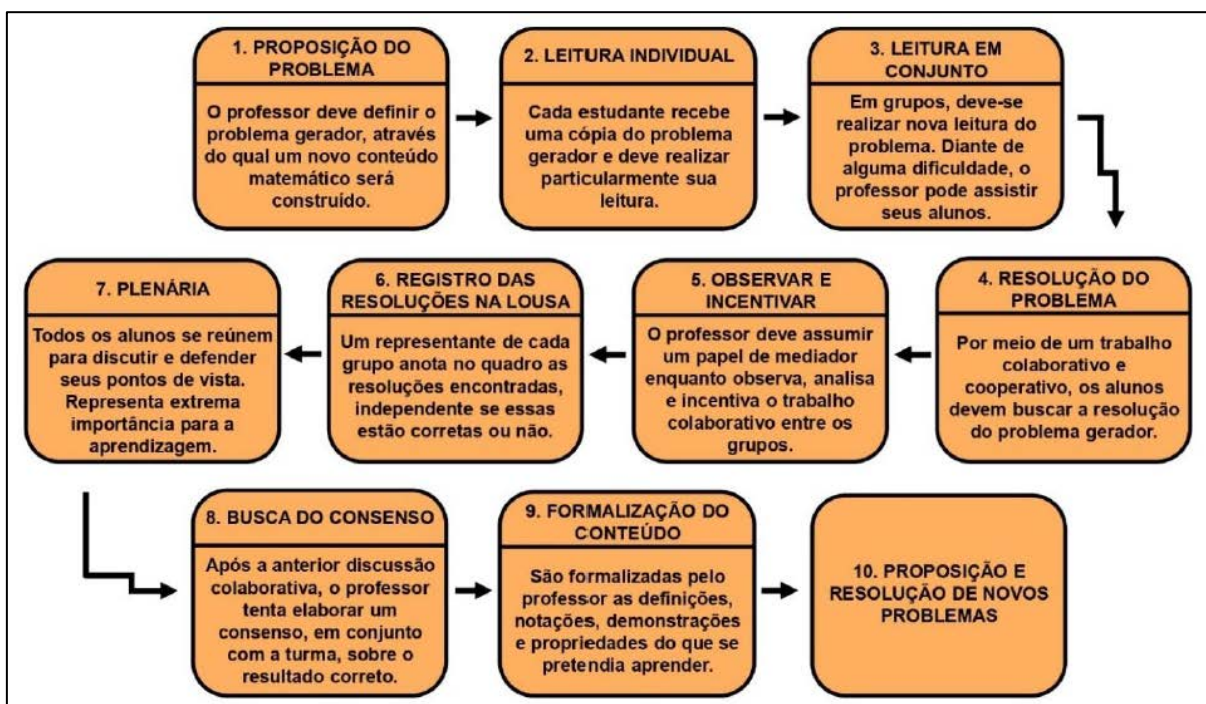 1. PROPOSIÇÃO DO
PROBLEMA
O professor deve definir o
problema gerador, através
do qual um novo conteúdo
matemático será
construído.
2. LEITURA INDIVIDUAL
Cada estudante recebe
uma cópia do problema
gerador e deve realizar
particularmente sua
leitura.
3. LEITURA EM
CONJUNTO
Em grupos, deve-se
realizar nova leitura do
problema. Diante de
alguma dificuldade, o
professor pode assistir
seus alunos.
4. RESOLUÇÃO DO
PROBLEMA
Por meio de um trabalho
colaborativo e
cooperativo, os alunos
devem buscar a resolução
do problema gerador.
5. OBSERVAR E
INCENTIVAR
O professor deve assumir
um papel de mediador
enquanto observa, analisa
e incentiva o trabalho
colaborativo entre os
grupos.
6. REGISTRO DAS
RESOLUÇÕES NA LOUSA
Um representante de cada
grupo anota no quadro as
resoluções encontradas,
independente se essas
estão corretas ou não.
7. PLENÁRIA
Todos os alunos se reúnem
para discutir e defender
seus pontos de vista.
Representa extrema
importância para a
aprendizagem.
8. BUSCA DO CONSENSO
Após a anterior discussão
colaborativa, o professor
tenta elaborar um
consenso, em conjunto
com a turma, sobre o
resultado correto.
9. FORMALIZAÇÃO DO
CONTEÚDO
São formalizadas pelo
professor as definições,
notações, demonstrações
e propriedades do que se
pretendia aprender.
10. PROPOSIÇÃO E
RESOLUÇÃO DE NOVOS
PROBLEMAS